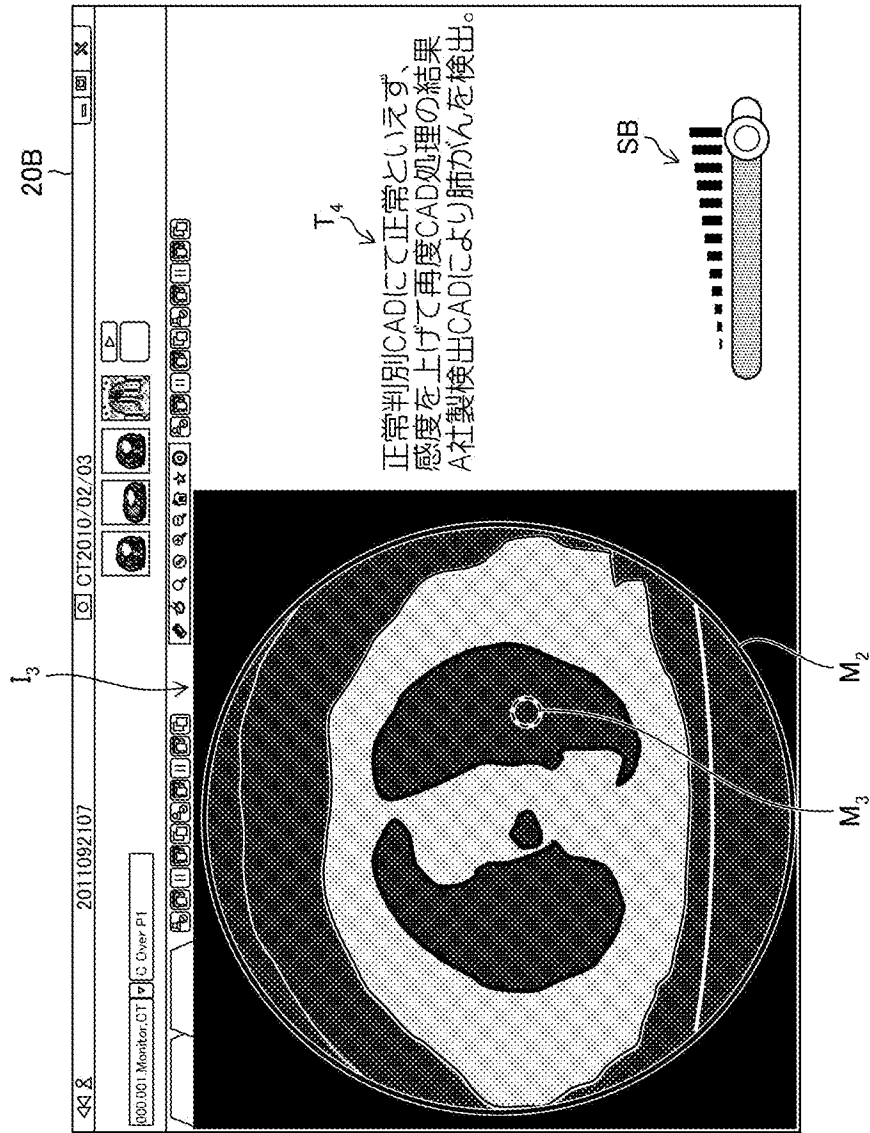 20B
I₃
2011092107
CT2010/02/03
000.001.Monitor.CT
C Over P1
T₄
正常判別CADにて正常といえず、
感度を上げて再度CAD処理の結果
A社製検出CADにより肺がんを検出。
SB
M₃
M₂